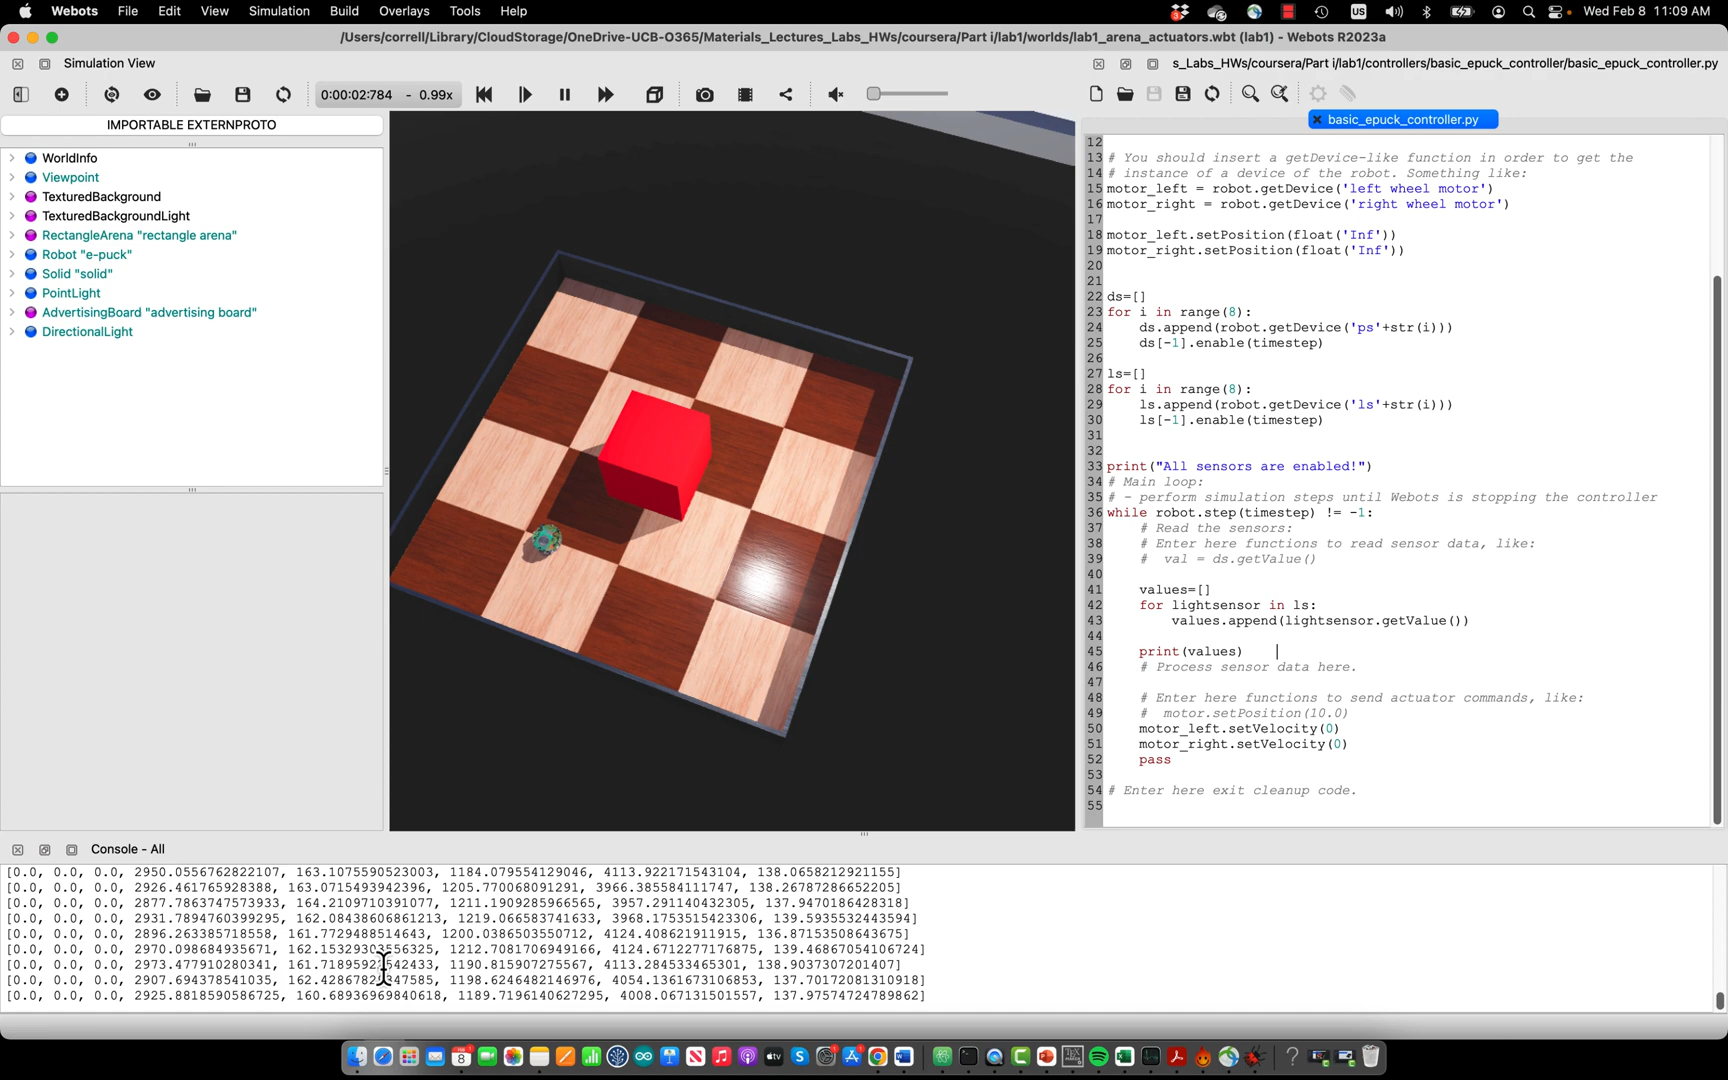 Webots File Edit View Simulation Build Overlays Tools Help US Wed Feb 8 11:09 AM
/Users/correll/Library/CloudStorage/OneDrive-UCB-O365/Materials_Lectures_Labs_HWs/coursera/Part i/lab1/worlds/lab1_arena_actuators.wbt (lab1) - Webots R2023a
Simulation View
s_Labs_HWs/coursera/Part i/lab1/controllers/basic_epuck_controller/basic_epuck_controller.py
0:00:02:784 - 0.99x
IMPORTABLE EXTERNPROTO
WorldInfo
Viewpoint
TexturedBackground
TexturedBackgroundLight
RectangleArena "rectangle arena"
Robot "e-puck"
Solid "solid"
PointLight
AdvertisingBoard "advertising board"
DirectionalLight
basic_epuck_controller.py
12
13 # You should insert a getDevice-like function in order to get the
14 # instance of a device of the robot. Something like:
15 motor_left = robot.getDevice('left wheel motor')
16 motor_right = robot.getDevice('right wheel motor')
17
18 motor_left.setPosition(float('Inf'))
19 motor_right.setPosition(float('Inf'))
20
21
22 ds=[]
23 for i in range(8):
24 ds.append(robot.getDevice('ps'+str(i)))
25 ds[-1].enable(timestep)
26
27 ls=[]
28 for i in range(8):
29 ls.append(robot.getDevice('ls'+str(i)))
30 ls[-1].enable(timestep)
31
32
33 print("All sensors are enabled!")
34 # Main loop:
35 # - perform simulation steps until Webots is stopping the controller
36 while robot.step(timestep) != -1:
37 # Read the sensors:
38 # Enter here functions to read sensor data, like:
39 # val = ds.getValue()
40
41 values=[]
42 for lightsensor in ls:
43 values.append(lightsensor.getValue())
44
45 print(values)
46 # Process sensor data here.
47
48 # Enter here functions to send actuator commands, like:
49 # motor.setPosition(10.0)
50 motor_left.setVelocity(0)
51 motor_right.setVelocity(0)
52 pass
53
54 # Enter here exit cleanup code.
55
Console - All
[0.0, 0.0, 0.0, 2950.0556762822107, 163.1075590523003, 1184.079554129046, 4113.922171543104, 138.0658212921155]
[0.0, 0.0, 0.0, 2926.461765928388, 163.0715493942396, 1205.770068091291, 3966.385584111747, 138.26787286652205]
[0.0, 0.0, 0.0, 2877.7863747573933, 164.2109710391077, 1211.1909285966565, 3957.291140432305, 137.9470186428318]
[0.0, 0.0, 0.0, 2931.7894760399295, 162.08438606861213, 1219.066583741633, 3968.1753515423306, 139.5935532443594]
[0.0, 0.0, 0.0, 2896.263385718558, 161.7729488514643, 1200.0386503550712, 4124.408621911915, 136.87153508643675]
[0.0, 0.0, 0.0, 2970.098684935671, 1212.7081706949166, 4124.6712277176875, 139.46867054106724]
[0.0, 0.0, 0.0, 2973.477910280341, 1190.815907275567, 4113.284533465301, 138.9037307201407]
[0.0, 0.0, 0.0, 2907.694378541035, 1198.6246482146976, 4054.1361673106853, 137.7017208131​0918]
[0.0, 0.0, 0.0, 2925.8818590586725, 160.68936969840618, 1189.7196140627295, 4008.067131501557, 137.97574724789862]